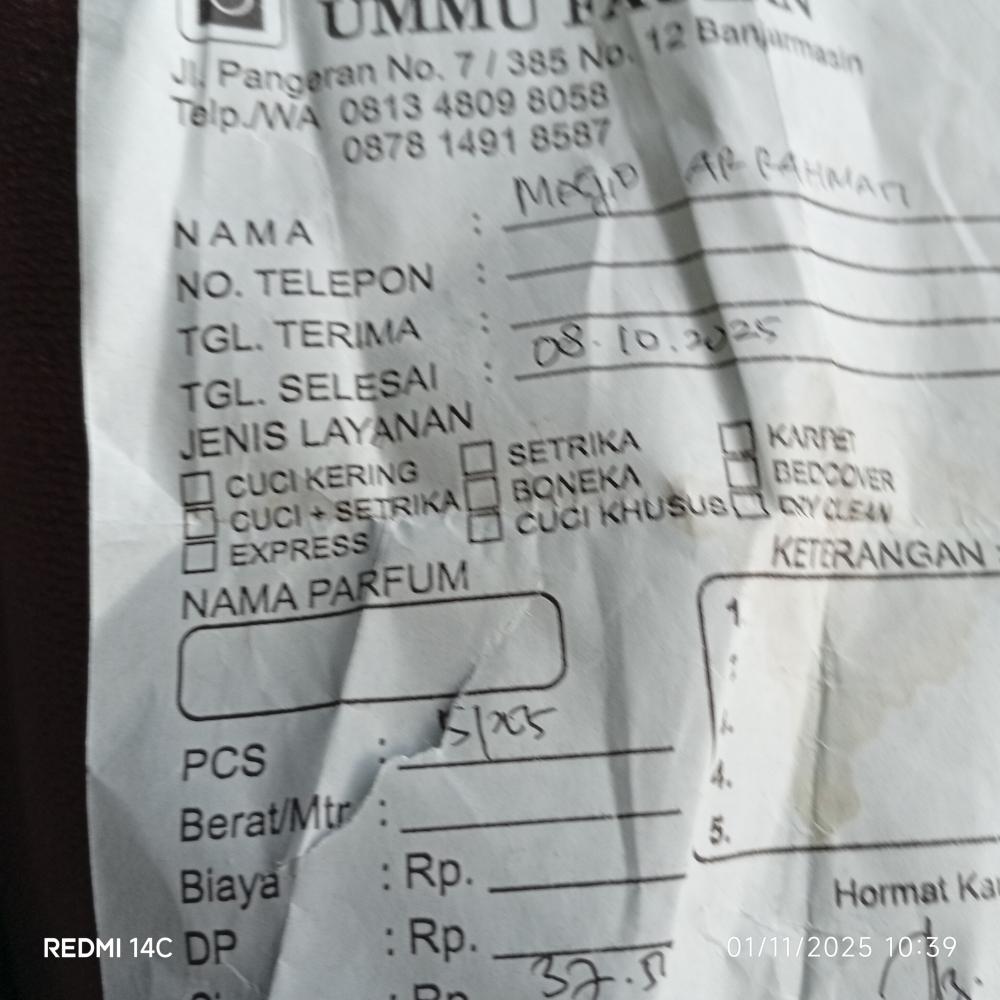 UMMU
Jl. Pangeran No. 7 / 385 No. 12 Banjarmasin
Telp./WA 0813 4809 8058
0878 1491 8587
NAMA : MASJID AR RAHMAN
NO. TELEPON :
TGL. TERIMA :
TGL. SELESAI : 08.10.2025
JENIS LAYANAN
CUCI KERING SETRIKA KARPET
CUCI + SETRIKA BONEKA BEDCOVER
EXPRESS CUCI KHUSUS DRY CLEAN
NAMA PARFUM
KETERANGAN :
1.
4.
5.
PCS :
Berat/Mtr :
Biaya : Rp.
DP : Rp.
Hormat
REDMI 14C
01/11/2025 10:39